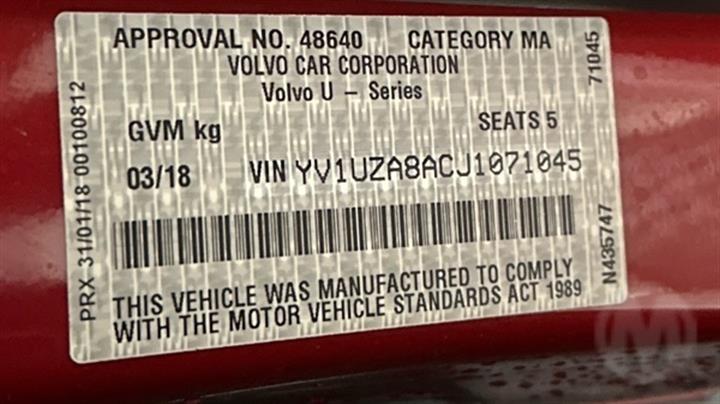 APPROVAL NO. 48640 CATEGORY MA
VOLVO CAR CORPORATION
Volvo U - Series
GVM kg SEATS 5
03/18 VIN YV1UZA8ACJ1071045
THIS VEHICLE WAS MANUFACTURED TO COMPLY
WITH THE MOTOR VEHICLE STANDARDS ACT 1989
PRX 31/01/18 00100812
71045
N435747
M